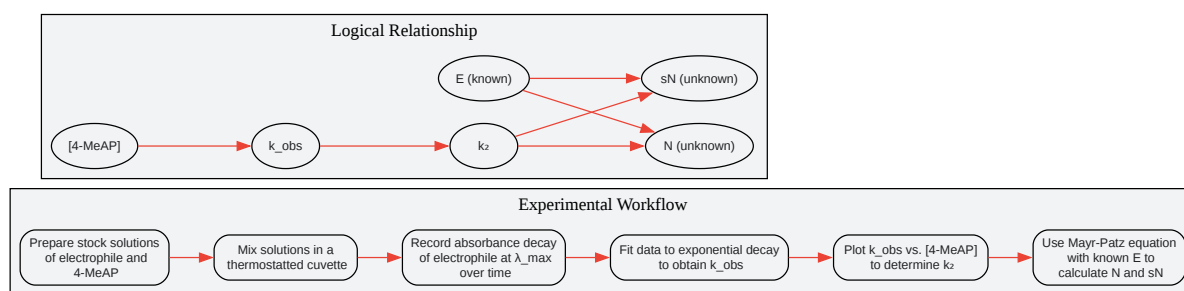 Logical Relationship
E (known)
sN (unknown)
[4-MeAP]
k_obs
k₂
N (unknown)
Experimental Workflow
Prepare stock solutions
of electrophile and
4-MeAP
Mix solutions in a
thermostatted cuvette
Record absorbance decay
of electrophile at λ_max
over time
Fit data to exponential decay
to obtain k_obs
Plot k_obs vs. [4-MeAP]
to determine k₂
Use Mayr-Patz equation
with known E to
calculate N and sN